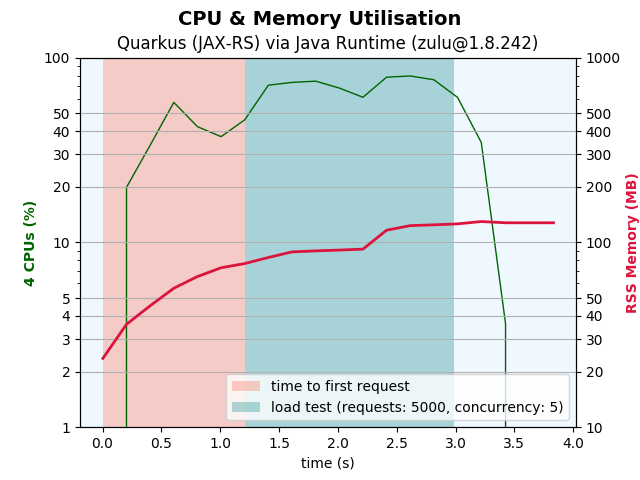 CPU & Memory Utilisation
Quarkus (JAX-RS) via Java Runtime (zulu@1.8.242)
100
50
40
30
20
10
5
4
3
2
1
4 CPUs (%)
1000
500
400
300
200
100
50
40
30
20
10
RSS Memory (MB)
time to first request
load test (requests: 5000, concurrency: 5)
0.0 0.5 1.0 1.5 2.0 2.5 3.0 3.5 4.0
time (s)